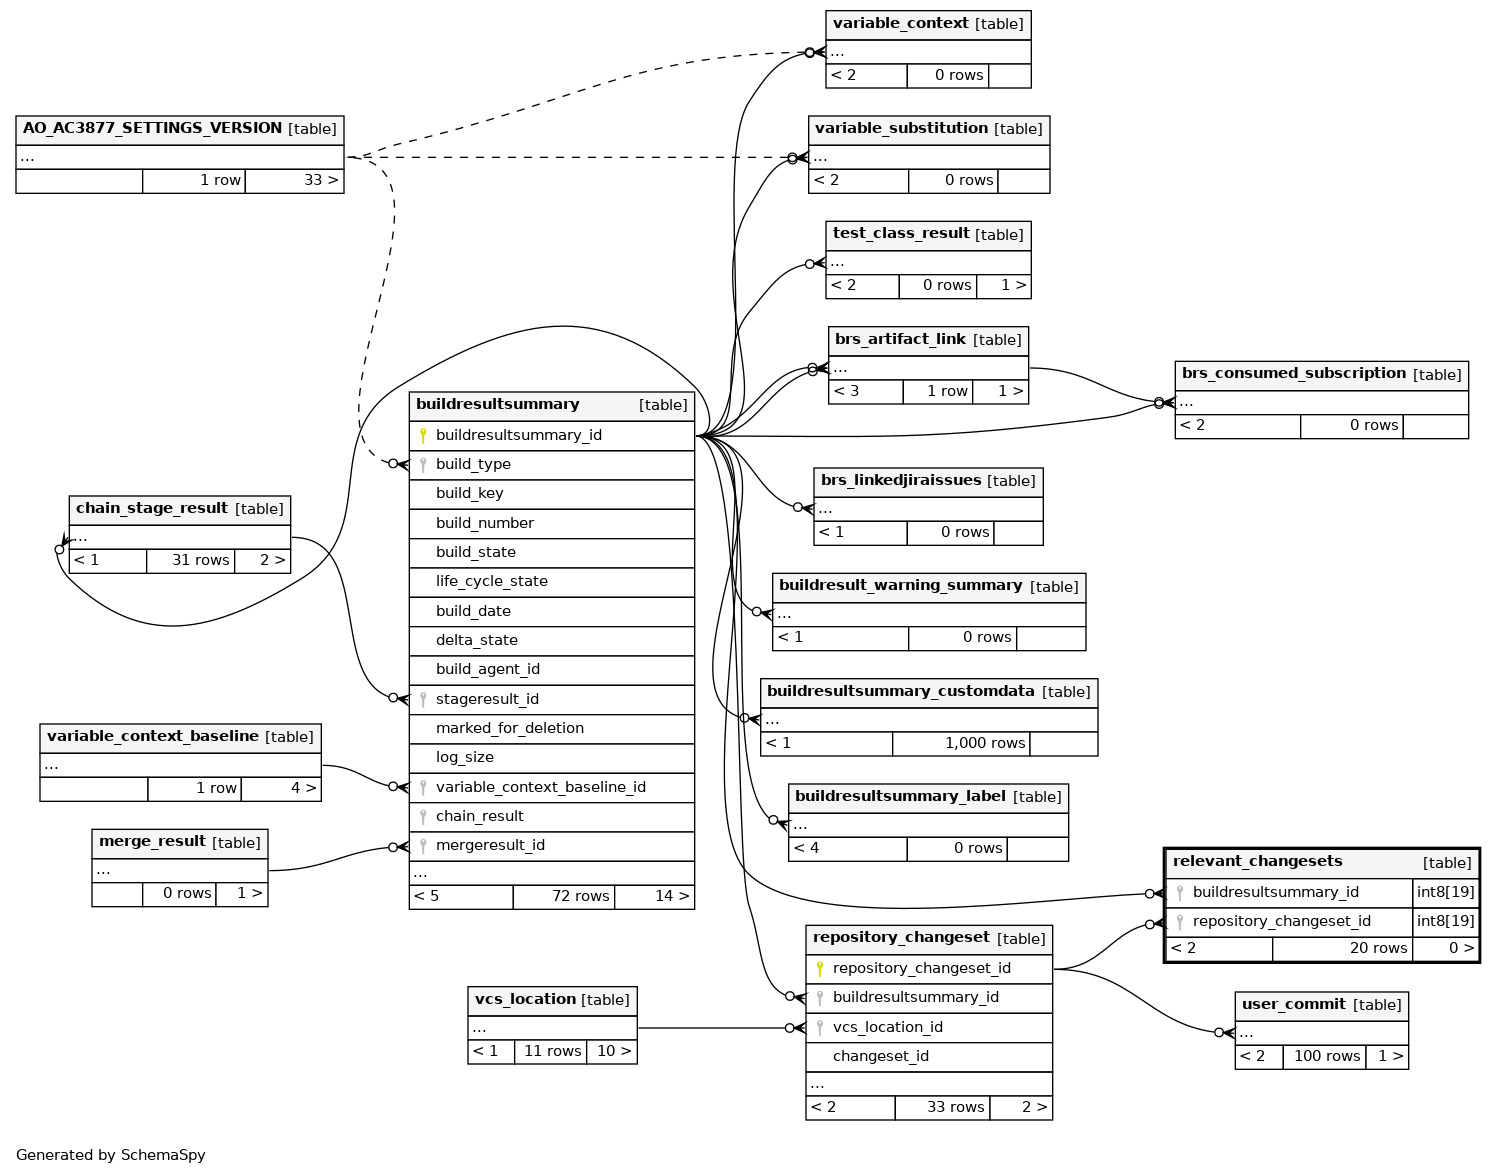 variable_context [table]
...
< 2 0 rows
AO_AC3877_SETTINGS_VERSION [table]
...
1 row 33 >
variable_substitution [table]
...
< 2 0 rows
test_class_result [table]
...
< 2 0 rows 1 >
brs_artifact_link [table]
...
< 3 1 row 1 >
brs_consumed_subscription [table]
...
< 2 0 rows
buildresultsummary [table]
buildresultsummary_id
build_type
build_key
build_number
build_state
life_cycle_state
build_date
delta_state
build_agent_id
stageresult_id
marked_for_deletion
log_size
variable_context_baseline_id
chain_result
mergeresult_id
...
< 5 72 rows 14 >
brs_linkedjiraissues [table]
...
< 1 0 rows
chain_stage_result [table]
...
< 1 31 rows 2 >
buildresult_warning_summary [table]
...
< 1 0 rows
buildresultsummary_customdata [table]
...
< 1 1,000 rows
variable_context_baseline [table]
...
1 row 4 >
buildresultsummary_label [table]
...
< 4 0 rows
merge_result [table]
...
0 rows 1 >
relevant_changesets [table]
buildresultsummary_id int8[19]
repository_changeset_id int8[19]
< 2 20 rows 0 >
repository_changeset [table]
repository_changeset_id
buildresultsummary_id
vcs_location_id
changeset_id
...
< 2 33 rows 2 >
vcs_location [table]
...
< 1 11 rows 10 >
user_commit [table]
...
< 2 100 rows 1 >
Generated by SchemaSpy